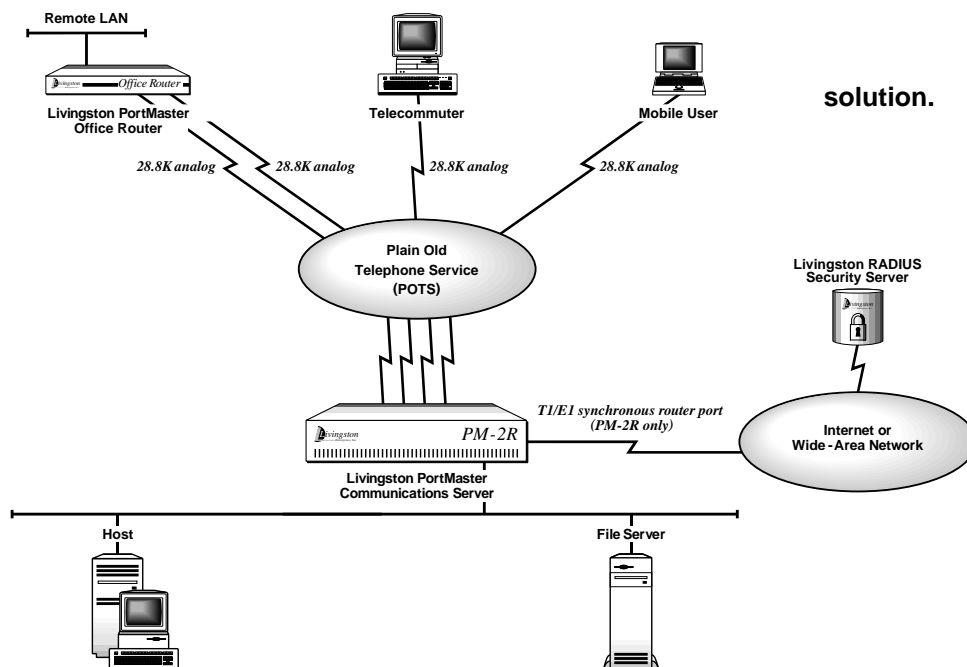 Remote LAN
Livingston
Office Router
Livingston PortMaster
Office Router
Telecommuter
Mobile User
solution.
28.8K analog
28.8K analog
28.8K analog
28.8K analog
Plain Old
Telephone Service
(POTS)
Livingston RADIUS
Security Server
Livingston
T1/E1 synchronous router port
(PM-2R only)
Internet or
Wide-Area Network
Livingston
PM-2R
Livingston PortMaster
Communications Server
Host
File Server